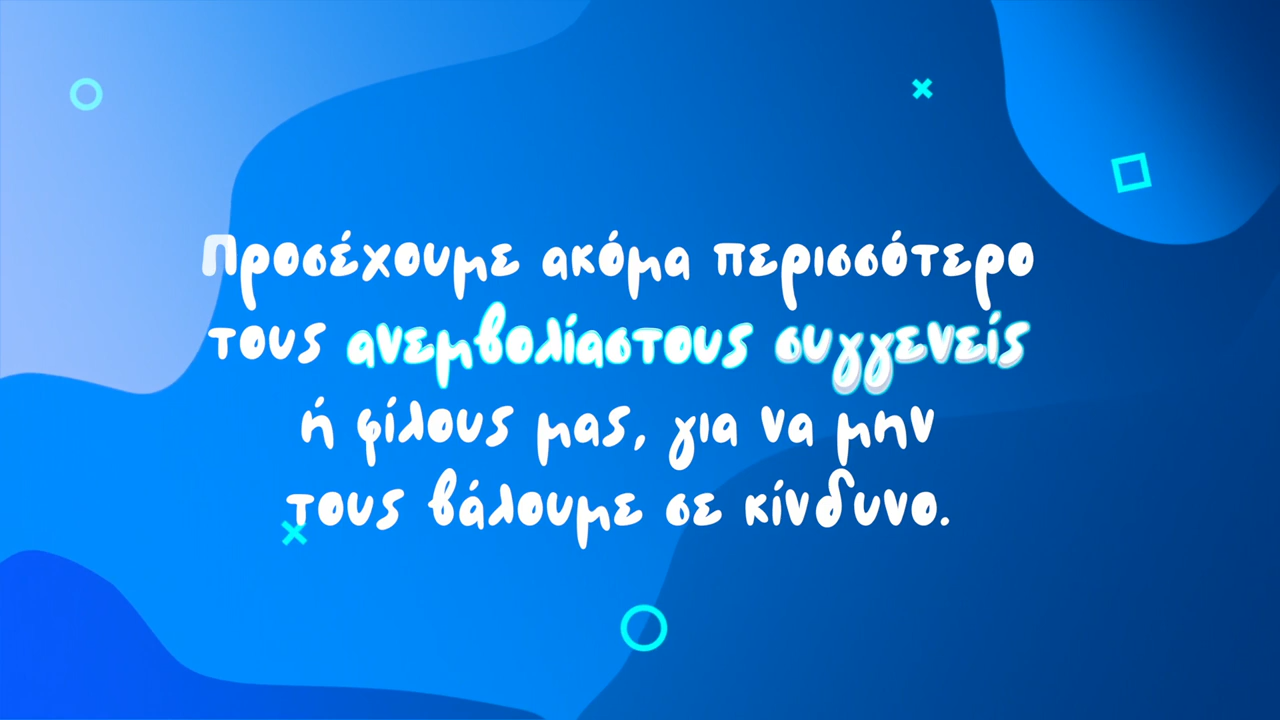 Προσέχουμε ακόμα περισσότερο
τους ανεμβολίαστους συγγενείς
ή φίλους μας, για να μην
τους βάλουμε σε κίνδυνο.